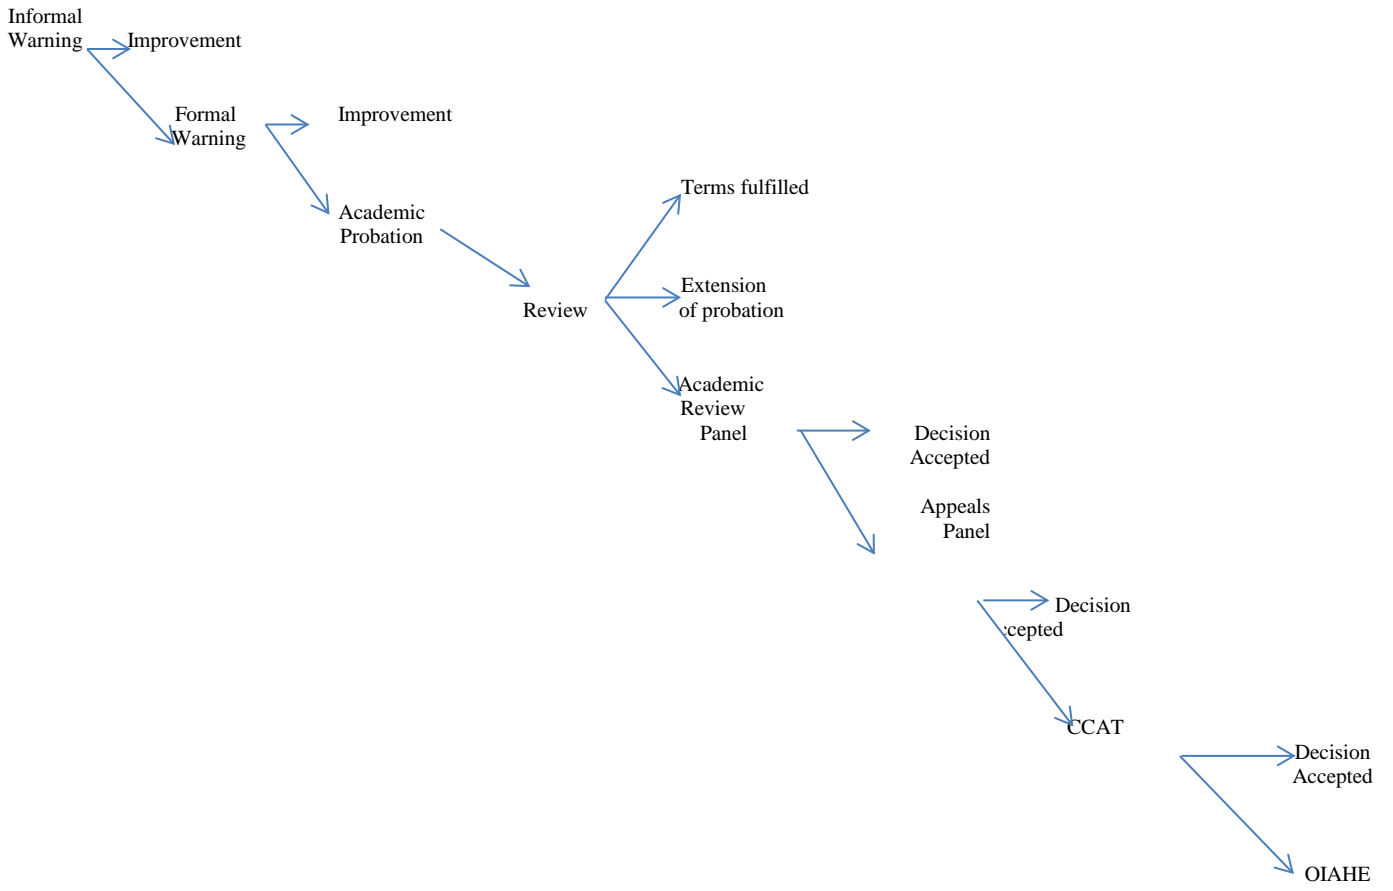 Informal
Warning
Improvement
Formal
Warning
Improvement
Academic
Probation
Review
Terms fulfilled
Extension
of probation
Academic
Review
Panel
Decision
Accepted
Appeals
Panel
Decision
ccepted
CCAT
Decision
Accepted
OIAHE